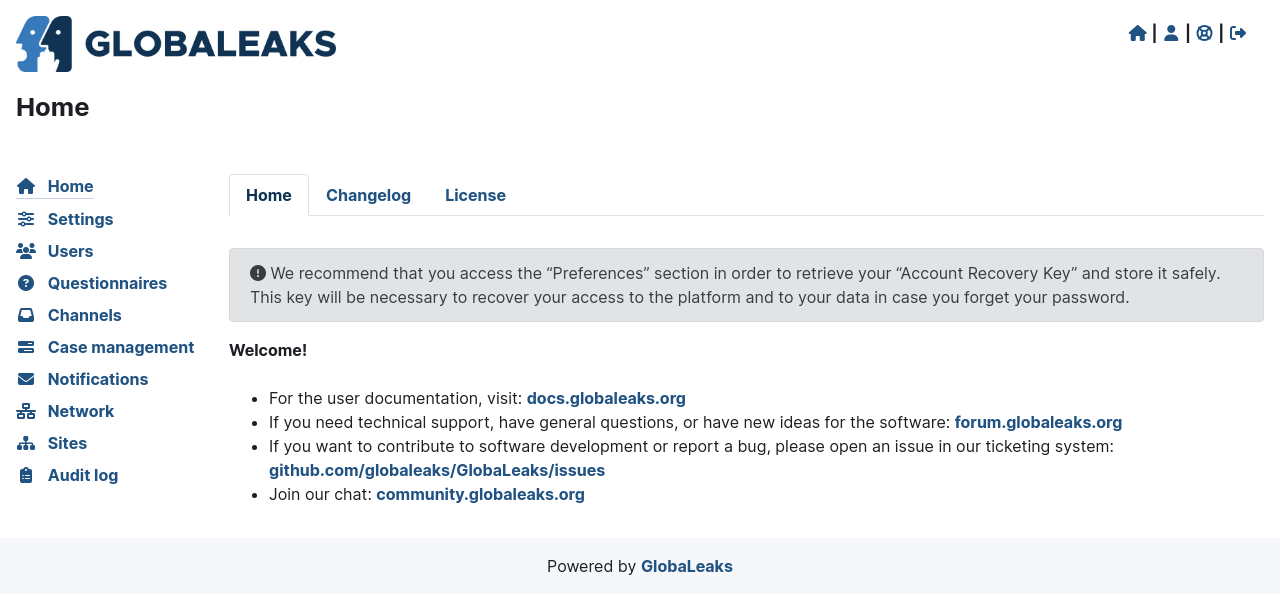 GLOBALEAKS
Home
Home
Settings
Users
Questionnaires
Channels
Case management
Notifications
Network
Sites
Audit log
Home
Changelog
License
We recommend that you access the “Preferences” section in order to retrieve your “Account Recovery Key” and store it safely.
This key will be necessary to recover your access to the platform and to your data in case you forget your password.
Welcome!
For the user documentation, visit: docs.globaleaks.org
If you need technical support, have general questions, or have new ideas for the software: forum.globaleaks.org
If you want to contribute to software development or report a bug, please open an issue in our ticketing system:
github.com/globaleaks/GlobaLeaks/issues
Join our chat: community.globaleaks.org
Powered by GlobaLeaks